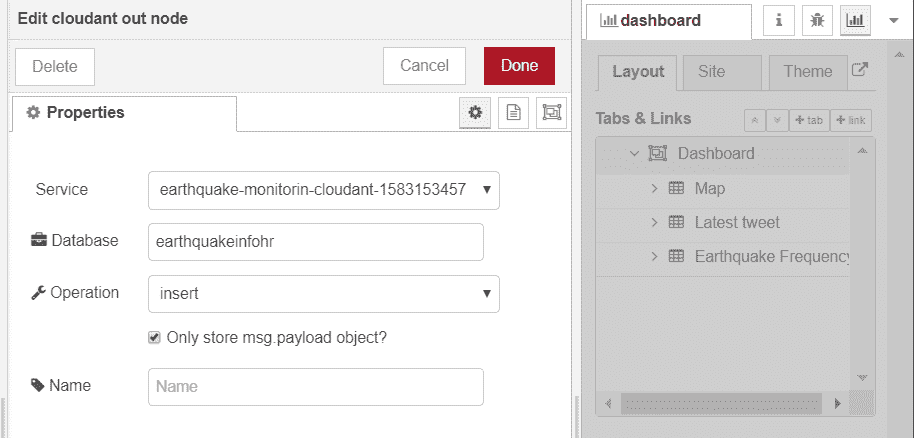 Edit cloudant out node
Delete
Cancel
Done
Properties
Service
earthquake-monitorin-cloudant-1583153457
Database
earthquakeinfohr
Operation
insert
Only store msg.payload object?
Name
Name
dashboard
i
Layout
Site
Theme
Tabs & Links
+ tab
+ link
Dashboard
Map
Latest tweet
Earthquake Frequency